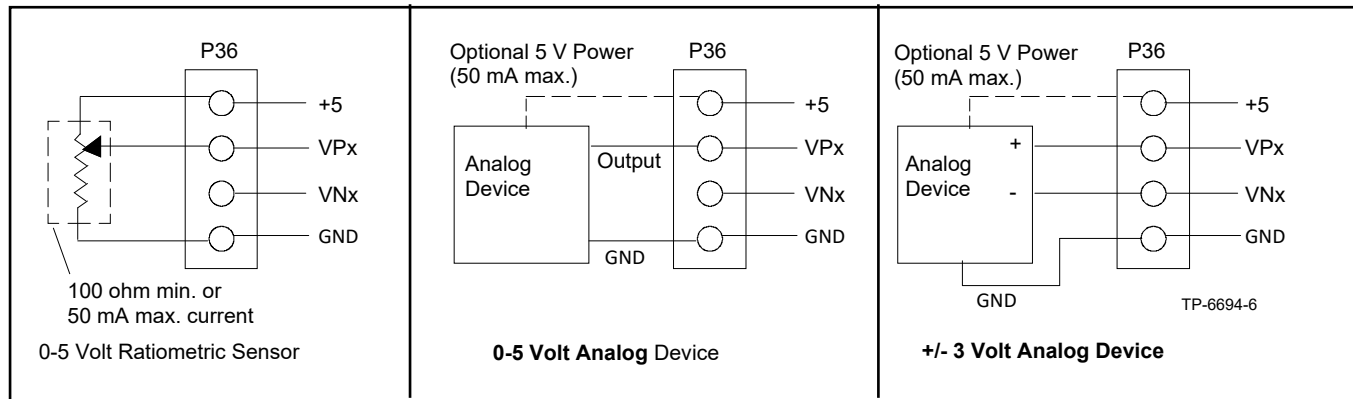 P36
+5
VPx
VNx
GND
100 ohm min. or
50 mA max. current
0-5 Volt Ratiometric Sensor
Optional 5 V Power
(50 mA max.)
P36
Analog
Device
Output
GND
+5
VPx
VNx
GND
0-5 Volt Analog Device
Optional 5 V Power
(50 mA max.)
P36
Analog
Device
+
-
GND
+5
VPx
VNx
GND
TP-6694-6
+/- 3 Volt Analog Device